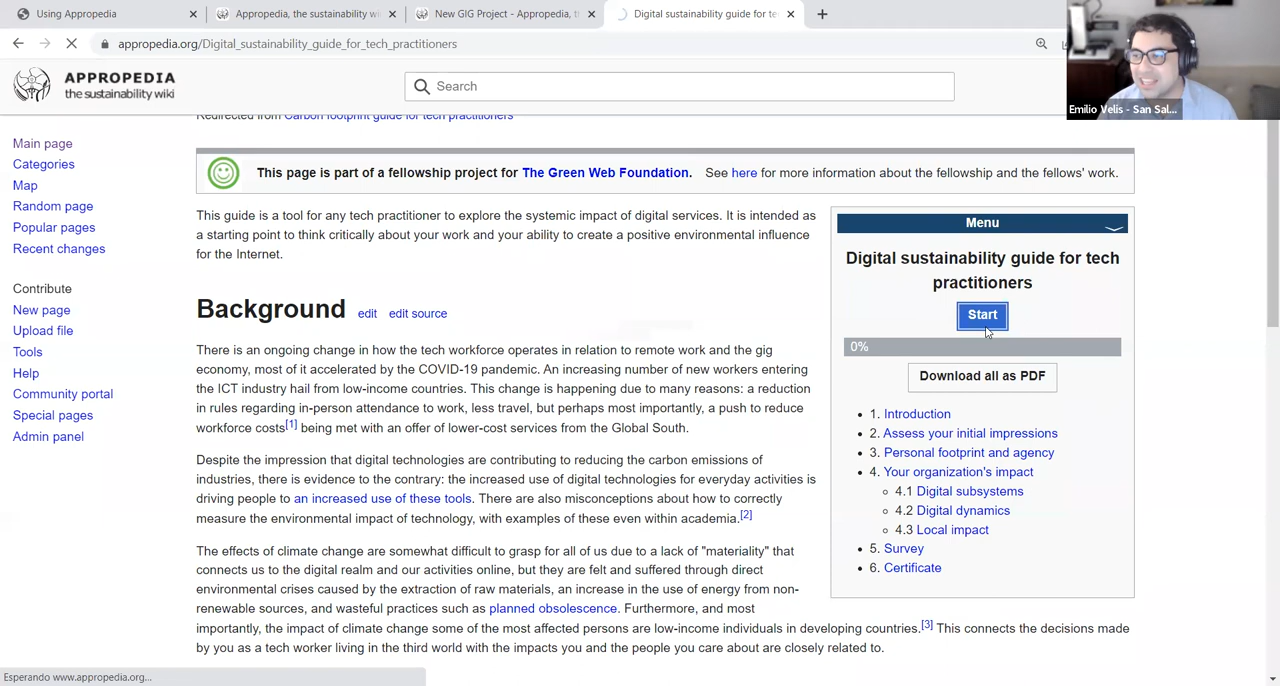 Using Appropedia
Appropedia, the sustainability wi
New GIG Project - Appropedia, t
Digital sustainability guide for te
appropedia.org/Digital_sustainability_guide_for_tech_practitioners
APPROPEDIA
the sustainability wiki
Search
Emilio Velis - San Sal...
Redirected from Carbon footprint guide for tech practitioners
Main page
Categories
Map
Random page
Popular pages
Recent changes
Contribute
New page
Upload file
Tools
Help
Community portal
Special pages
Admin panel
This page is part of a fellowship project for The Green Web Foundation. See here for more information about the fellowship and the fellows' work.
This guide is a tool for any tech practitioner to explore the systemic impact of digital services. It is intended as
a starting point to think critically about your work and your ability to create a positive environmental influence
for the Internet.
Background edit edit source
There is an ongoing change in how the tech workforce operates in relation to remote work and the gig
economy, most of it accelerated by the COVID-19 pandemic. An increasing number of new workers entering
the ICT industry hail from low-income countries. This change is happening due to many reasons: a reduction
in rules regarding in-person attendance to work, less travel, but perhaps most importantly, a push to reduce
workforce costs[1] being met with an offer of lower-cost services from the Global South.
Despite the impression that digital technologies are contributing to reducing the carbon emissions of
industries, there is evidence to the contrary: the increased use of digital technologies for everyday activities is
driving people to an increased use of these tools. There are also misconceptions about how to correctly
measure the environmental impact of technology, with examples of these even within academia.[2]
The effects of climate change are somewhat difficult to grasp for all of us due to a lack of "materiality" that
connects us to the digital realm and our activities online, but they are felt and suffered through direct
environmental crises caused by the extraction of raw materials, an increase in the use of energy from non-
renewable sources, and wasteful practices such as planned obsolescence. Furthermore, and most
importantly, the impact of climate change some of the most affected persons are low-income individuals in developing countries.[3] This connects the decisions made
by you as a tech worker living in the third world with the impacts you and the people you care about are closely related to.
Menu
Digital sustainability guide for tech
practitioners
Start
0%
Download all as PDF
1. Introduction
2. Assess your initial impressions
3. Personal footprint and agency
4. Your organization's impact
4.1 Digital subsystems
4.2 Digital dynamics
4.3 Local impact
5. Survey
6. Certificate
Esperando www.appropedia.org...